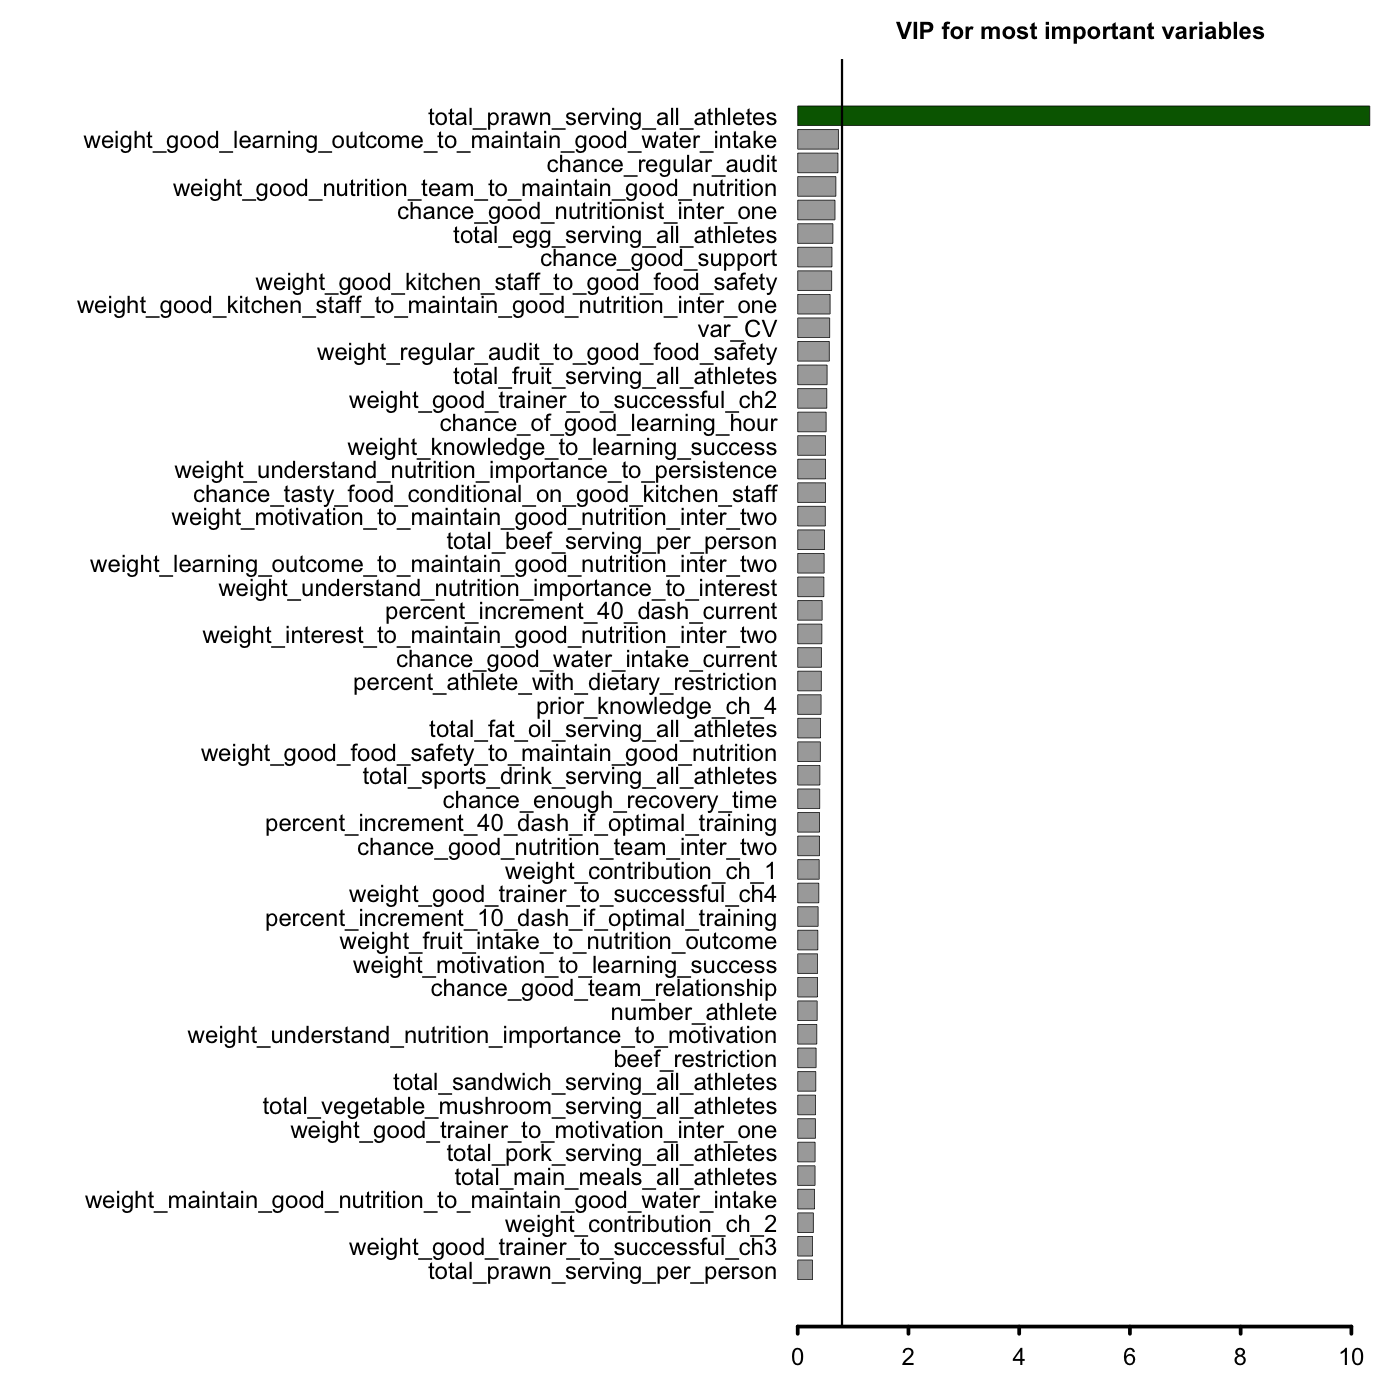 VIP for most important variables
total_prawn_serving_all_athletes
weight_good_learning_outcome_to_maintain_good_water_intake
chance_regular_audit
weight_good_nutrition_team_to_maintain_good_nutrition
chance_good_nutritionist_inter_one
total_egg_serving_all_athletes
chance_good_support
weight_good_kitchen_staff_to_good_food_safety
weight_good_kitchen_staff_to_maintain_good_nutrition_inter_one
var_CV
weight_regular_audit_to_good_food_safety
total_fruit_serving_all_athletes
weight_good_trainer_to_successful_ch2
chance_of_good_learning_hour
weight_knowledge_to_learning_success
weight_understand_nutrition_importance_to_persistence
chance_tasty_food_conditional_on_good_kitchen_staff
weight_motivation_to_maintain_good_nutrition_inter_two
total_beef_serving_per_person
weight_learning_outcome_to_maintain_good_nutrition_inter_two
weight_understand_nutrition_importance_to_interest
percent_increment_40_dash_current
weight_interest_to_maintain_good_nutrition_inter_two
chance_good_water_intake_current
percent_athlete_with_dietary_restriction
prior_knowledge_ch_4
total_fat_oil_serving_all_athletes
weight_good_food_safety_to_maintain_good_nutrition
total_sports_drink_serving_all_athletes
chance_enough_recovery_time
percent_increment_40_dash_if_optimal_training
chance_good_nutrition_team_inter_two
weight_contribution_ch_1
weight_good_trainer_to_successful_ch4
percent_increment_10_dash_if_optimal_training
weight_fruit_intake_to_nutrition_outcome
weight_motivation_to_learning_success
chance_good_team_relationship
number_athlete
weight_understand_nutrition_importance_to_motivation
beef_restriction
total_sandwich_serving_all_athletes
total_vegetable_mushroom_serving_all_athletes
weight_good_trainer_to_motivation_inter_one
total_pork_serving_all_athletes
total_main_meals_all_athletes
weight_maintain_good_nutrition_to_maintain_good_water_intake
weight_contribution_ch_2
weight_good_trainer_to_successful_ch3
total_prawn_serving_per_person
0 2 4 6 8 10